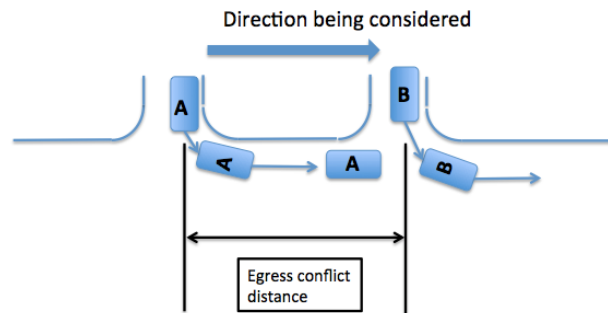 Direction being considered
A
B
A
A
B
Egress conflict
distance